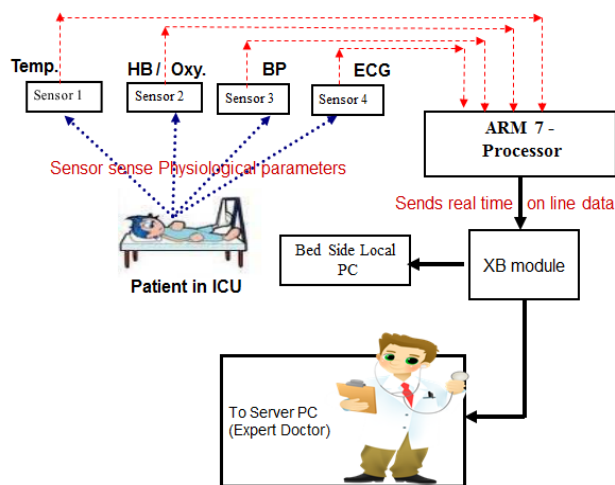 Temp.
HB / Oxy.
BP
ECG
Sensor 1
Sensor 2
Sensor 3
Sensor 4
ARM 7 -
Processor
Sensor sense Physiological parameters
Sends real time on line data
Patient in ICU
Bed Side Local
PC
XB module
To Server PC
(Expert Doctor)